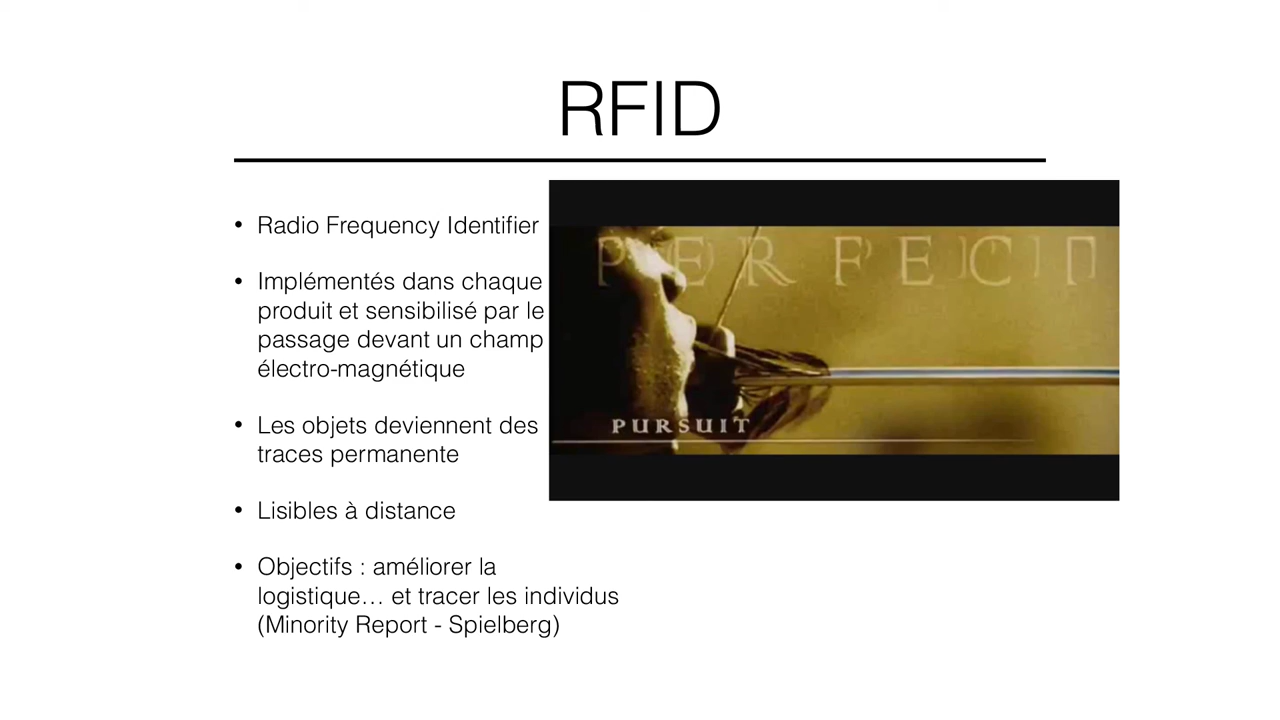 RFID
• Radio Frequency Identifier
• Implémentés dans chaque
produit et sensibilisé par le
passage devant un champ
électro-magnétique
• Les objets deviennent des
traces permanente
• Lisibles à distance
• Objectifs : améliorer la
logistique… et tracer les individus
(Minority Report - Spielberg)
PERFECT
PURSUIT